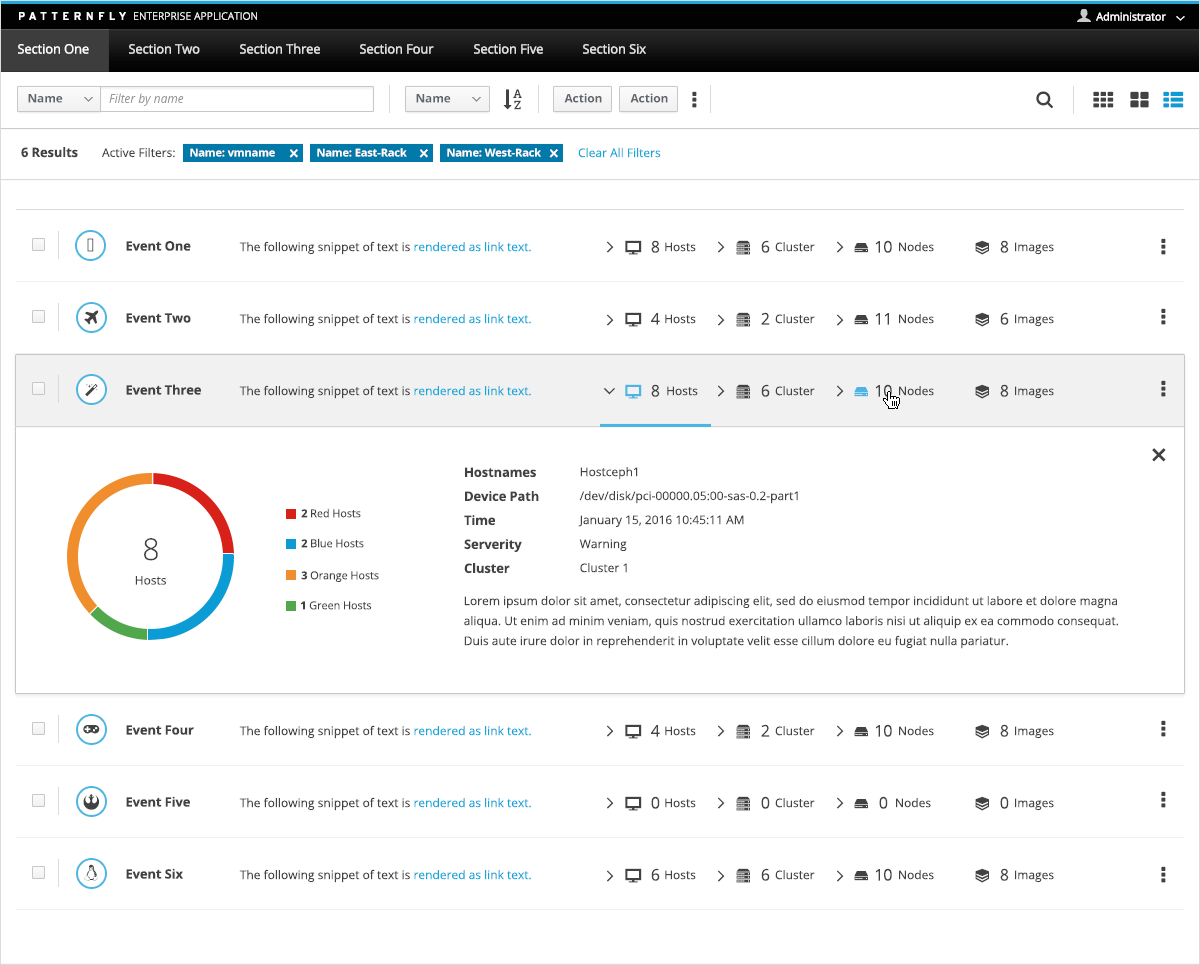 PATTERNFLY ENTERPRISE APPLICATION Administrator
Section One Section Two Section Three Section Four Section Five Section Six
Name Filter by name Name A Z Action Action
6 Results Active Filters: Name: vmname × Name: East-Rack × Name: West-Rack × Clear All Filters
Event One The following snippet of text is rendered as link text. 8 Hosts 6 Cluster 10 Nodes 8 Images
Event Two The following snippet of text is rendered as link text. 4 Hosts 2 Cluster 11 Nodes 6 Images
Event Three The following snippet of text is rendered as link text. 8 Hosts 6 Cluster 10 Nodes 8 Images
8
Hosts
2 Red Hosts
2 Blue Hosts
3 Orange Hosts
1 Green Hosts
Hostnames Hostceph1
Device Path /dev/disk/pci-00000.05:00-sas-0.2-part1
Time January 15, 2016 10:45:11 AM
Serverity Warning
Cluster Cluster 1
Lorem ipsum dolor sit amet, consectetur adipiscing elit, sed do eiusmod tempor incididunt ut labore et dolore magna
aliqua. Ut enim ad minim veniam, quis nostrud exercitation ullamco laboris nisi ut aliquip ex ea commodo consequat.
Duis aute irure dolor in reprehenderit in voluptate velit esse cillum dolore eu fugiat nulla pariatur.
Event Four The following snippet of text is rendered as link text. 4 Hosts 2 Cluster 10 Nodes 8 Images
Event Five The following snippet of text is rendered as link text. 0 Hosts 0 Cluster 0 Nodes 0 Images
Event Six The following snippet of text is rendered as link text. 6 Hosts 6 Cluster 10 Nodes 8 Images